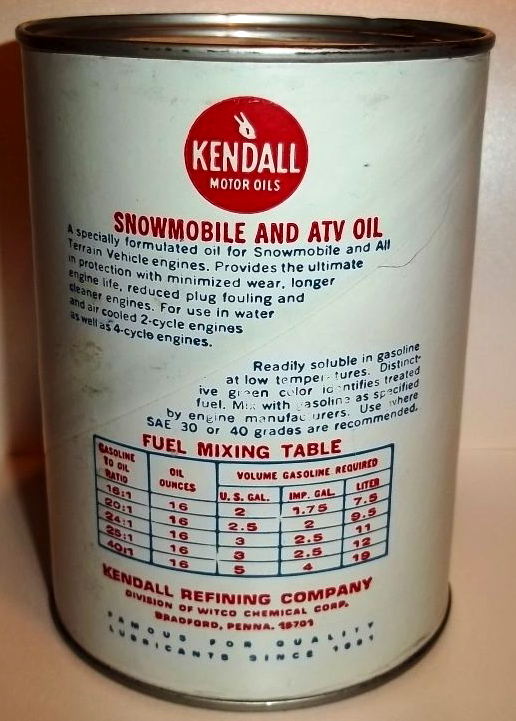 KENDALL
MOTOR OILS
SNOWMOBILE AND ATV OIL
A specially formulated oil for Snowmobile and All
Terrain Vehicle engines. Provides the ultimate
in protection with minimized wear, longer
engine life, reduced plug fouling and
cleaner engines. For use in water
and air cooled 2-cycle engines
as well as 4-cycle engines.
Readily soluble in gasoline
at low temperatures. Distinct-
ive green color identifies treated
fuel. Mix with gasoline as specified
by engine manufacturers. Use where
SAE 30 or 40 grades are recommended.
FUEL MIXING TABLE
GASOLINE TO OIL RATIO OIL OUNCES VOLUME GASOLINE REQUIRED
U.S. GAL. IMP. GAL. LITER
16:1 16 2 1.75 7.5
20:1 16 2.5 2 9.5
24:1 16 3 2.5 11
25:1 16 3 2.5 12
40:1 16 5 4 19
KENDALL REFINING COMPANY
DIVISION OF WITCO CHEMICAL CORP.
BRADFORD, PENNA. 16701
FAMOUS FOR QUALITY
LUBRICANTS SINCE 1881